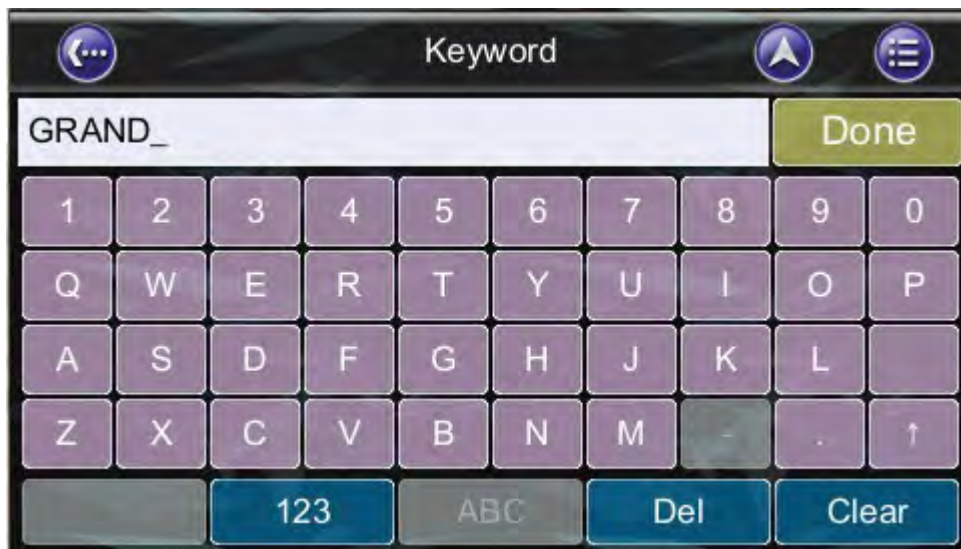 Keyword
GRAND_ Done
1 2 3 4 5 6 7 8 9 0
Q W E R T Y U I O P
A S D F G H J K L
Z X C V B N M - . ↑
123 ABC Del Clear